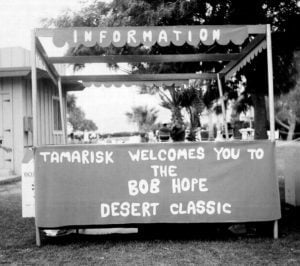 INFORMATION
TAMARISK WELCOMES YOU TO
THE
BOB HOPE
DESERT CLASSIC